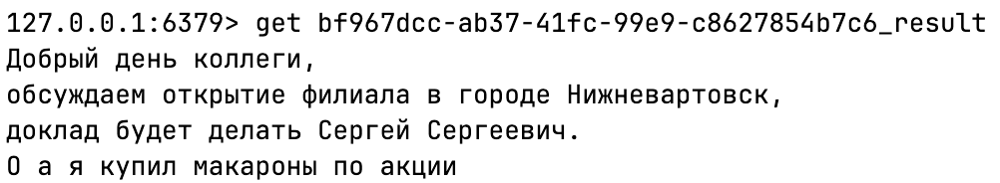 127.0.0.1:6379> get bf967dcc-ab37-41fc-99e9-c8627854b7c6_result
Добрый день коллеги,
обсуждаем открытие филиала в городе Нижневартовск,
доклад будет делать Сергей Сергеевич.
О а я купил макароны по акции